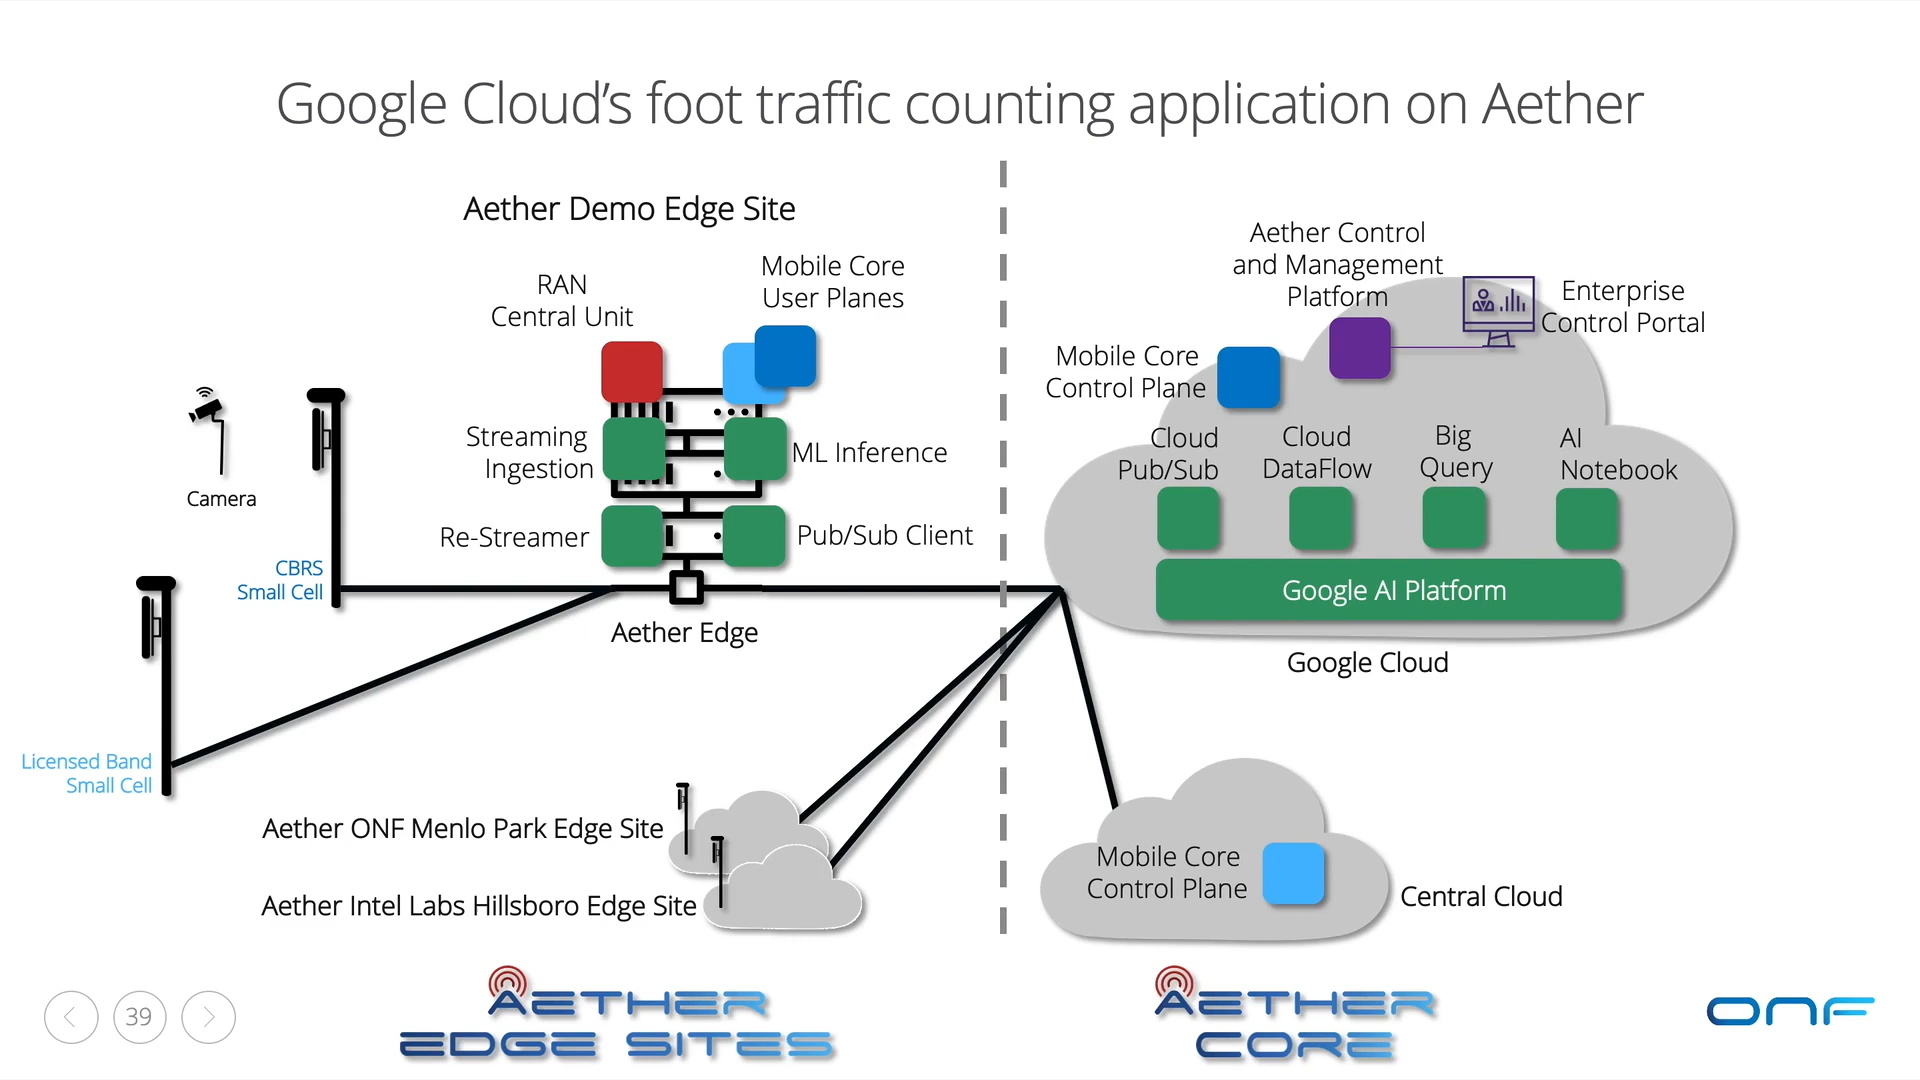 Google Cloud's foot traffic counting application on Aether
Aether Demo Edge Site
RAN
Central Unit
Mobile Core
User Planes
Streaming
Ingestion
ML Inference
Re-Streamer
Pub/Sub Client
Camera
CBRS
Small Cell
Aether Edge
Licensed Band
Small Cell
Aether ONF Menlo Park Edge Site
Aether Intel Labs Hillsboro Edge Site
Aether Control
and Management
Platform
Enterprise
Control Portal
Mobile Core
Control Plane
Cloud
Pub/Sub
Cloud
DataFlow
Big
Query
AI
Notebook
Google AI Platform
Google Cloud
Mobile Core
Control Plane
Central Cloud
39
AETHER
EDGE SITES
AETHER
CORE
ONF